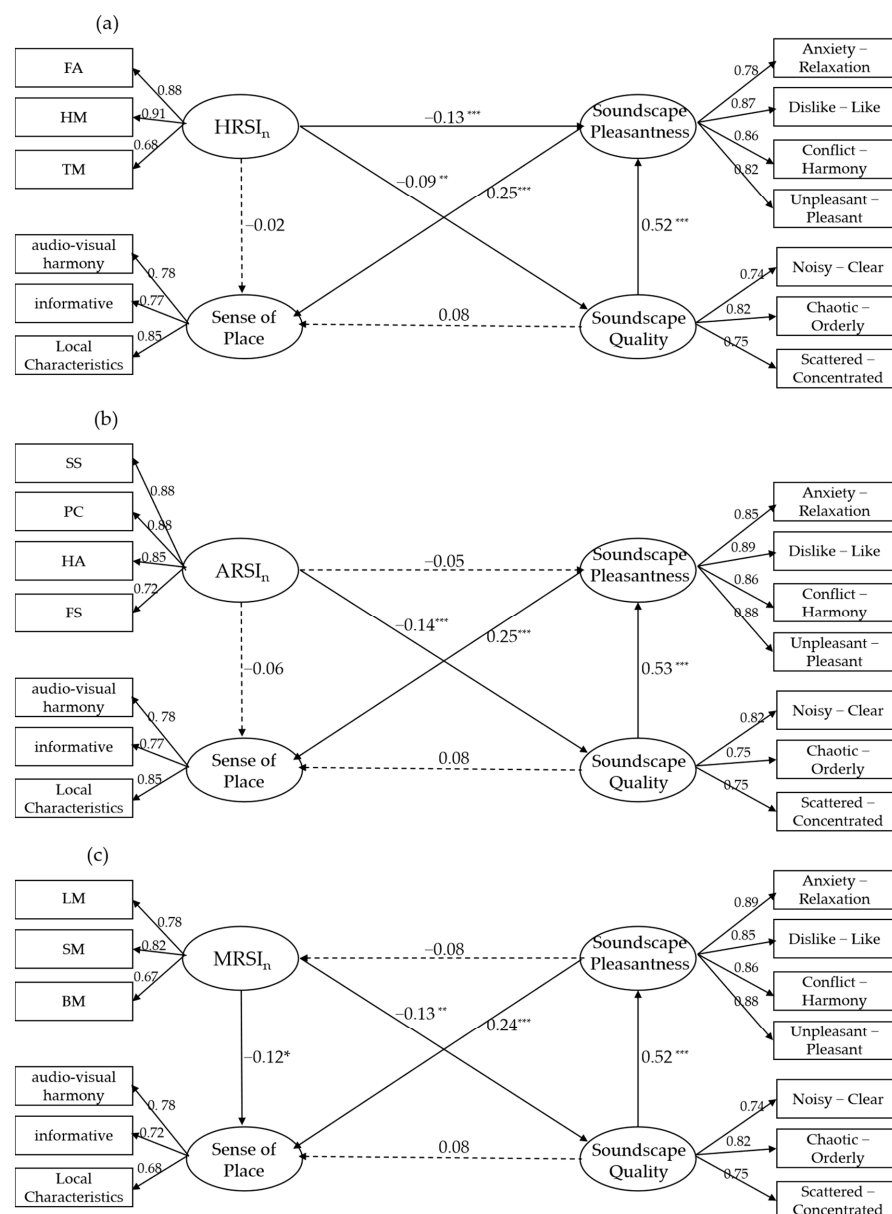 (a)
FA
HM
TM
0.88
0.91
0.68
HRSIn
−0.13 ***
Soundscape
Pleasantness
0.78
0.87
0.86
0.82
Anxiety –
Relaxation
Dislike – Like
Conflict –
Harmony
Unpleasant –
Pleasant
−0.02
−0.09 **
0.25***
0.52 ***
audio-visual
harmony
informative
Local
Characteristics
0. 78
0.77
0.85
Sense of
Place
0.08
Soundscape
Quality
0.74
0.82
0.75
Noisy – Clear
Chaotic –
Orderly
Scattered –
Concentrated
(b)
SS
PC
HA
FS
0.88
0.88
0.85
0.72
ARSIn
−0.05
Soundscape
Pleasantness
0.85
0.89
0.86
0.88
Anxiety –
Relaxation
Dislike – Like
Conflict –
Harmony
Unpleasant –
Pleasant
−0.06
−0.14***
0.25***
0.53 ***
audio-visual
harmony
informative
Local
Characteristics
0. 78
0.77
0.85
Sense of
Place
0.08
Soundscape
Quality
0.82
0.75
0.75
Noisy – Clear
Chaotic –
Orderly
Scattered –
Concentrated
(c)
LM
SM
BM
0.78
0.82
0.67
MRSIn
−0.08
Soundscape
Pleasantness
0.89
0.85
0.86
0.88
Anxiety –
Relaxation
Dislike – Like
Conflict –
Harmony
Unpleasant –
Pleasant
−0.12*
−0.13 **
0.24***
0.52 ***
audio-visual
harmony
informative
Local
Characteristics
0. 78
0.72
0.68
Sense of
Place
0.08
Soundscape
Quality
0.74
0.82
0.75
Noisy – Clear
Chaotic –
Orderly
Scattered –
Concentrated